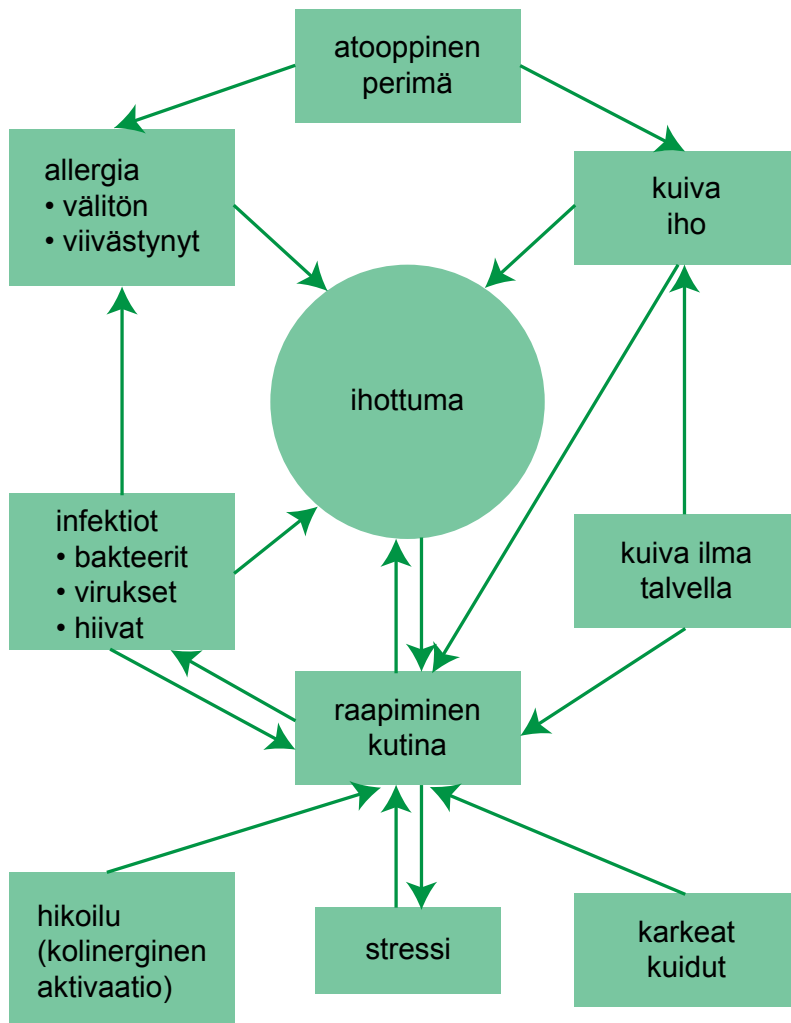 atooppinen
perimä
allergia
• välitön
• viivästynyt
kuiva
iho
ihottuma
infektiot
• bakteerit
• virukset
• hiivat
kuiva ilma
talvella
raapiminen
kutina
hikoilu
(kolinerginen
aktivaatio)
stressi
karkeat
kuidut